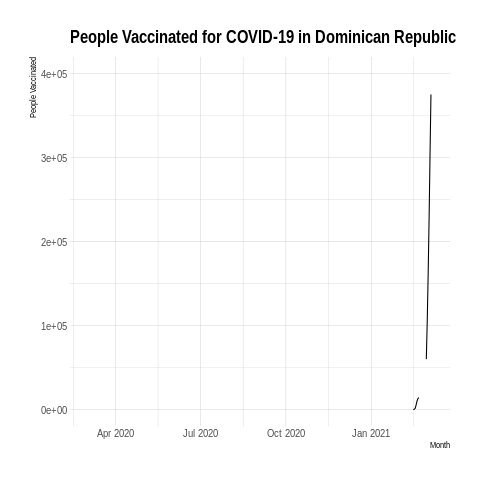 People Vaccinated for COVID-19 in Dominican Republic
People Vaccinated
4e+05
3e+05
2e+05
1e+05
0e+00
Apr 2020
Jul 2020
Oct 2020
Jan 2021
Month